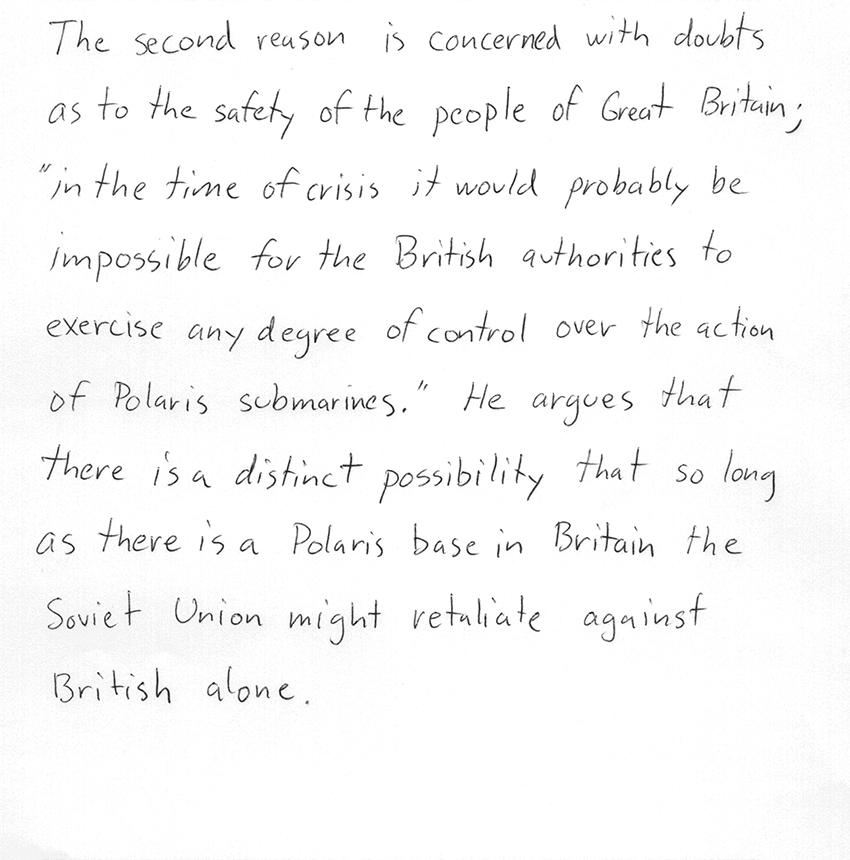 The second reason is concerned with doubts
as to the safety of the people of Great Britain;
"in the time of crisis it would probably be
impossible for the British authorities to
exercise any degree of control over the action
of Polaris submarines." He argues that
there is a distinct possibility that so long
as there is a Polaris base in Britain the
Soviet Union might retaliate against
British alone.